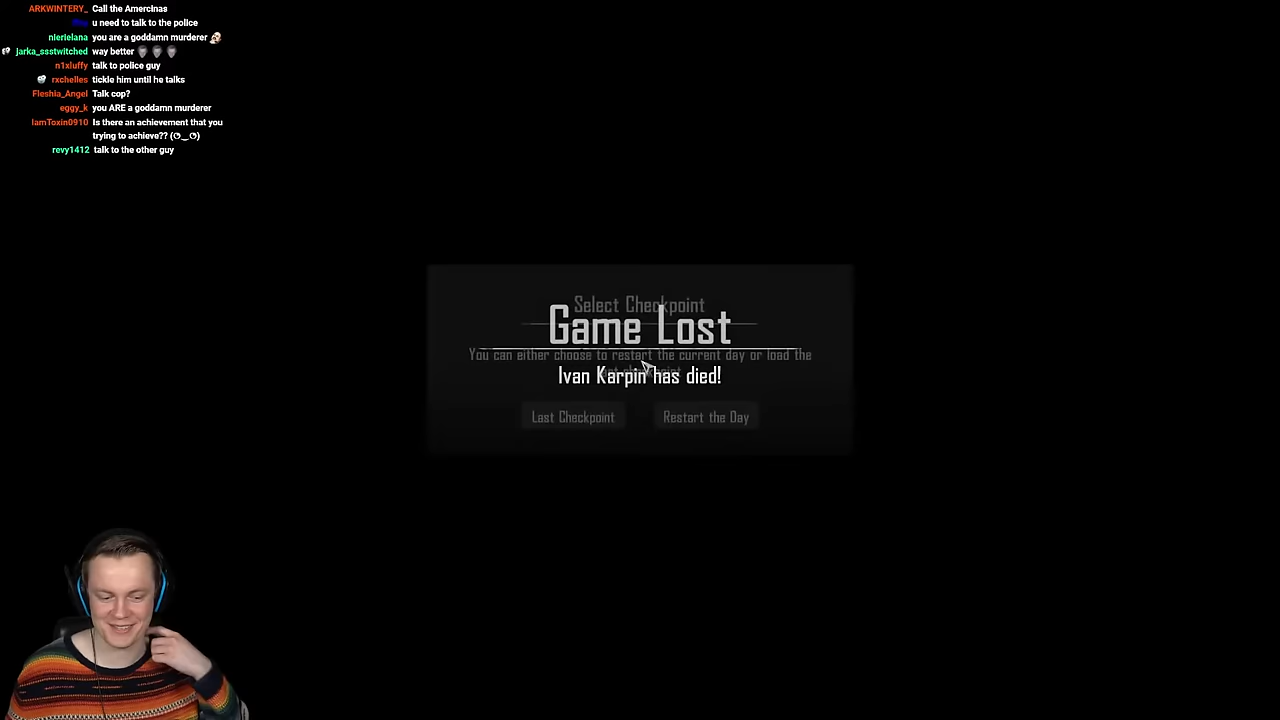 ARKWINTERY_ Call the Amercinas
u need to talk to the police
nierielana you are a goddamn murderer
jarka_ssstwitched way better
n1xluffy talk to police guy
rxchelles tickle him until he talks
Fleshia_Angel Talk cop?
eggy_k you ARE a goddamn murderer
IamToxin0910 Is there an achievement that you
trying to achieve??
revy1412 talk to the other guy
Select Checkpoint
Game Lost
You can either choose to restart the current day or load the
Ivan Karpin has died!
Last Checkpoint Restart the Day